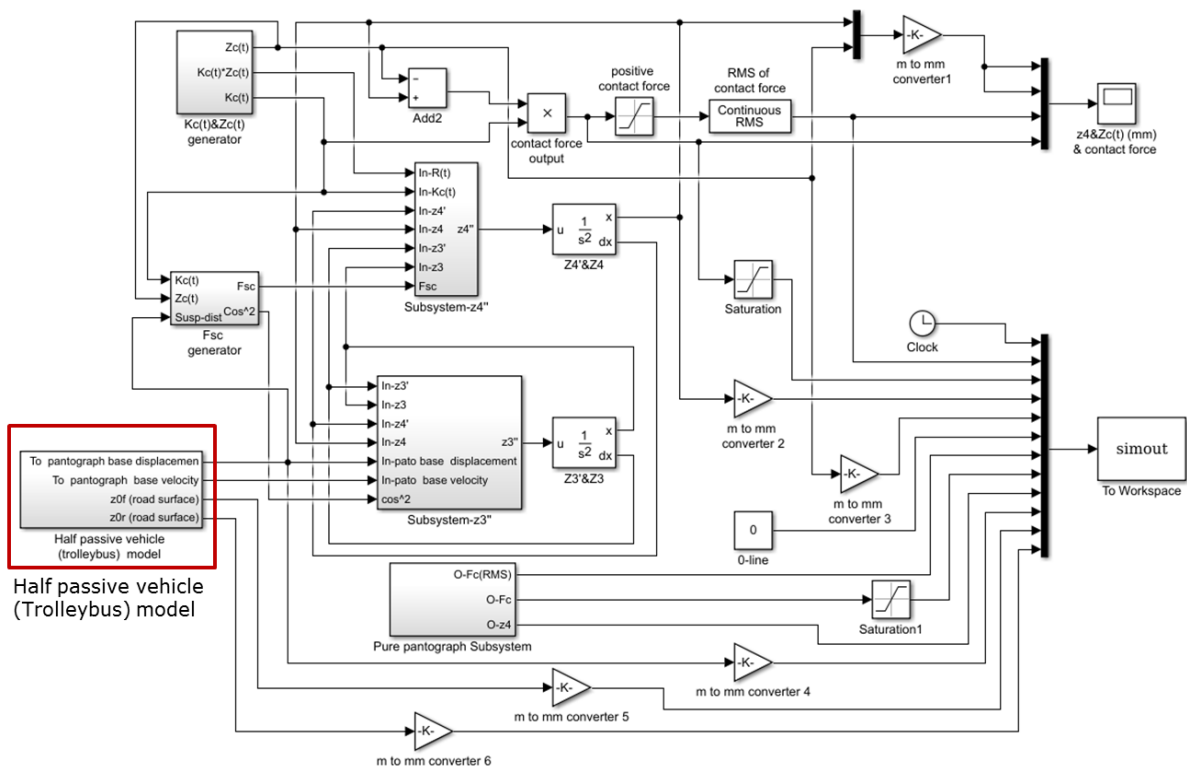 Zc(t)
Kc(t)*Zc(t)
Kc(t)
Kc(t)&Zc(t)
generator
−
+
Add2
×
contact force
output
positive
contact force
RMS of
contact force
Continuous
RMS
-K-
m to mm
converter1
z4&Zc(t) (mm)
& contact force
In-R(t)
In-Kc(t)
In-z4'
In-z4
In-z3'
In-z3
Fsc
z4"
Subsystem-z4"
u
1
s2
x
dx
Z4'&Z4
Kc(t)
Zc(t)
Susp-dist
Fsc
Cos^2
Fsc
generator
Saturation
Clock
In-z3'
In-z3
In-z4'
In-z4
In-pato base displacement
In-pato base velocity
cos^2
z3"
Subsystem-z3"
u
1
s2
x
dx
Z3'&Z3
-K-
m to mm
converter 2
-K-
m to mm
converter 3
simout
To Workspace
To pantograph base displacemen
To pantograph base velocity
z0f (road surface)
z0r (road surface)
Half passive vehicle
(trolleybus) model
Half passive vehicle
(Trolleybus) model
0
0-line
O-Fc(RMS)
O-Fc
O-z4
Pure pantograph Subsystem
Saturation1
-K-
m to mm converter 4
-K-
m to mm converter 5
-K-
m to mm converter 6